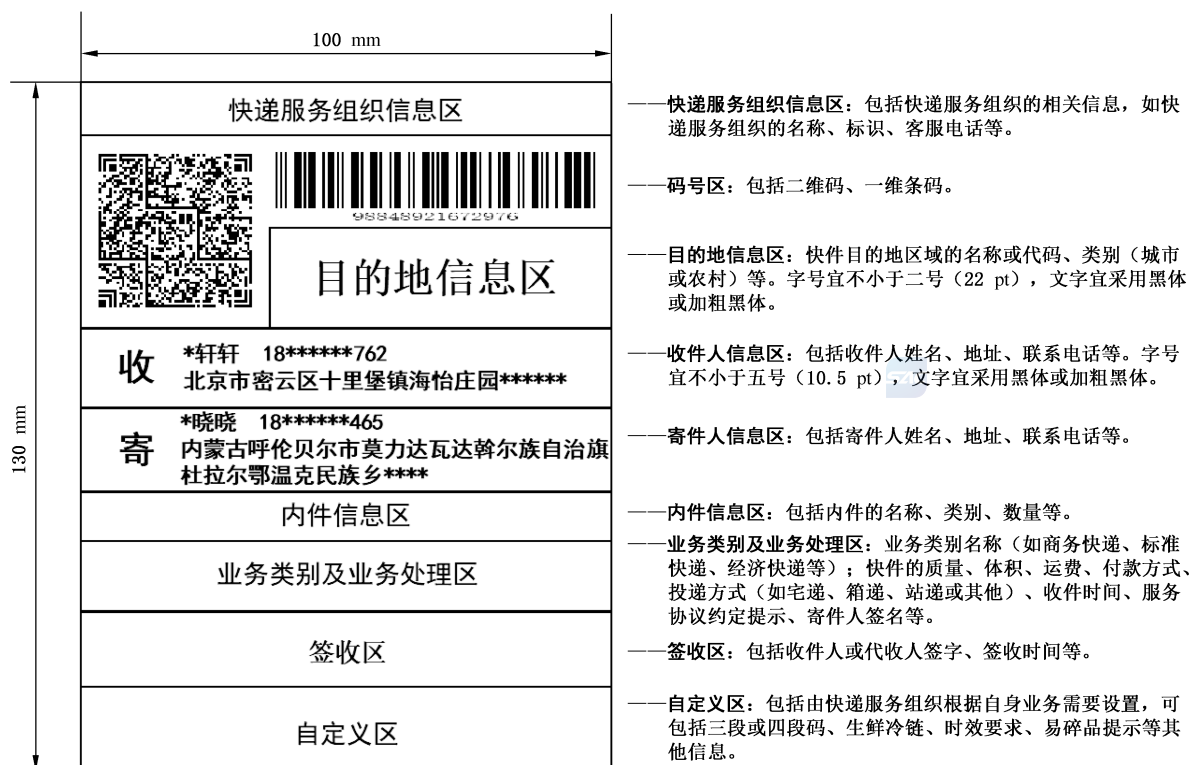 100 mm
快递服务组织信息区
98848921672976
目的地信息区
收
*轩轩 18******762
北京市密云区十里堡镇海怡庄园******
寄
*晓晓 18******465
内蒙古呼伦贝尔市莫力达瓦达斡尔族自治旗
杜拉尔鄂温克民族乡****
内件信息区
业务类别及业务处理区
签收区
自定义区
130 mm
——快递服务组织信息区：包括快递服务组织的相关信息，如快
递服务组织的名称、标识、客服电话等。
——码号区：包括二维码、一维条码。
——目的地信息区：快件目的地区域的名称或代码、类别（城市
或农村）等。字号宜不小于二号（22 pt），文字宜采用黑体
或加粗黑体。
——收件人信息区：包括收件人姓名、地址、联系电话等。字号
宜不小于五号（10.5 pt），文字宜采用黑体或加粗黑体。
——寄件人信息区：包括寄件人姓名、地址、联系电话等。
——内件信息区：包括内件的名称、类别、数量等。
——业务类别及业务处理区：业务类别名称（如商务快递、标准
快递、经济快递等）；快件的质量、体积、运费、付款方式、
投递方式（如宅递、箱递、站递或其他）、收件时间、服务
协议约定提示、寄件人签名等。
——签收区：包括收件人或代收人签字、签收时间等。
——自定义区：包括由快递服务组织根据自身业务需要设置，可
包括三段或四段码、生鲜冷链、时效要求、易碎品提示等其
他信息。